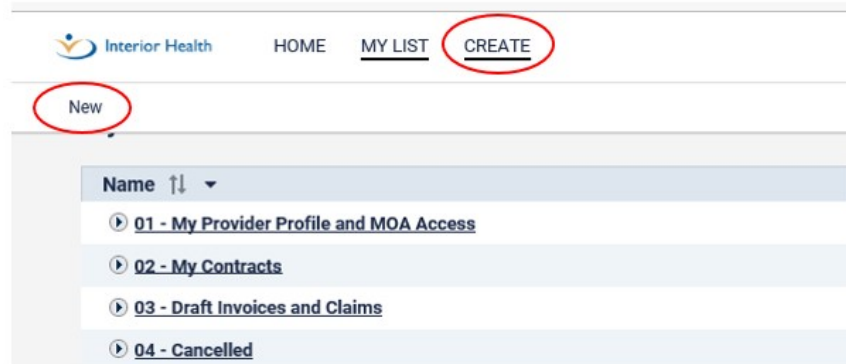 Interior Health HOME MY LIST CREATE
New
Name
01 - My Provider Profile and MOA Access
02 - My Contracts
03 - Draft Invoices and Claims
04 - Cancelled